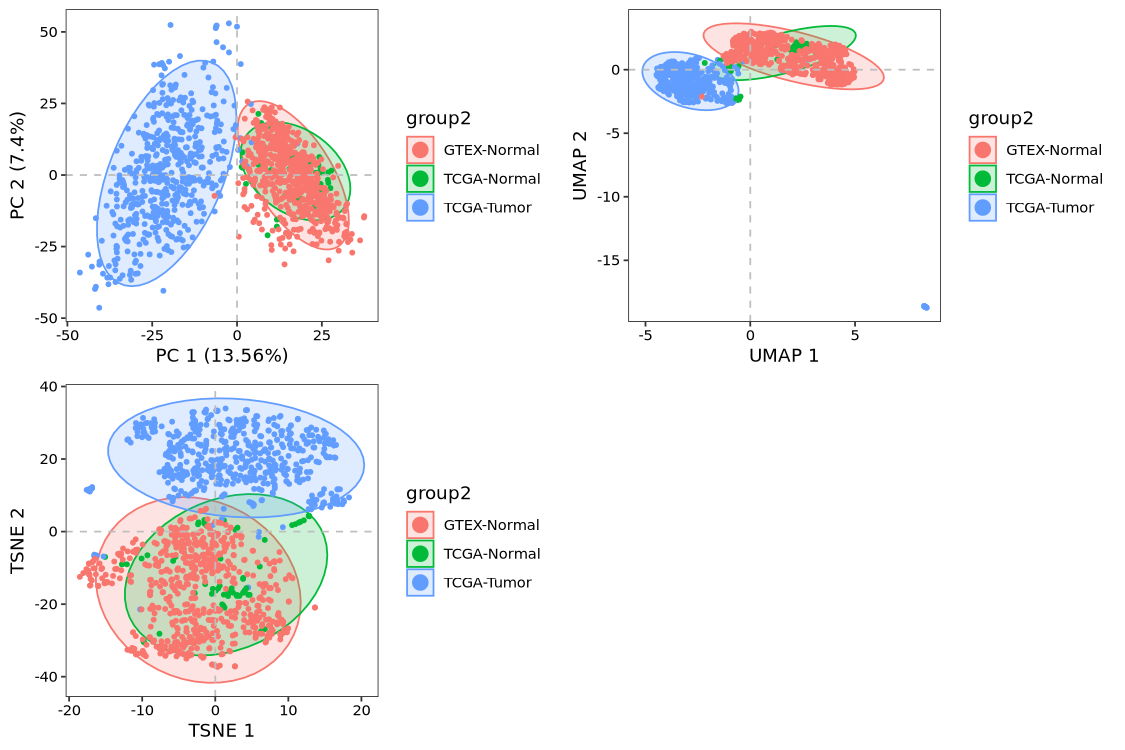 50
25
0
-25
-50
-50
-25
0
25
PC 1 (13.56%)
PC 2 (7.4%)
group2
GTEX-Normal
TCGA-Normal
TCGA-Tumor
0
-5
-10
-15
-5
0
5
UMAP 1
UMAP 2
group2
GTEX-Normal
TCGA-Normal
TCGA-Tumor
40
20
0
-20
-40
-20
-10
0
10
20
TSNE 1
TSNE 2
group2
GTEX-Normal
TCGA-Normal
TCGA-Tumor